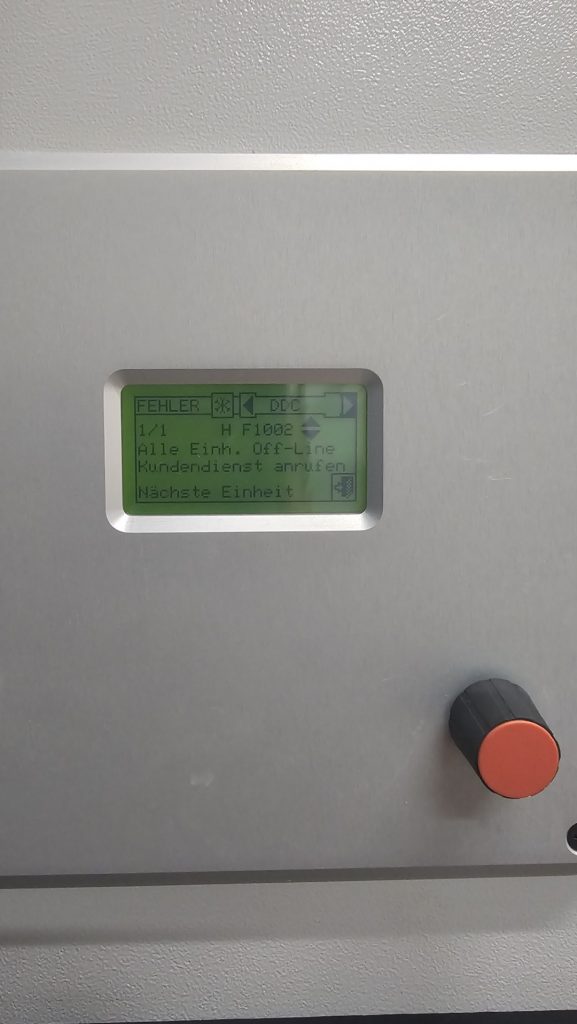 FEHLER DDC
1/1 H F1002
Alle Einh. Off-Line
Kundendienst anrufen
Nächste Einheit